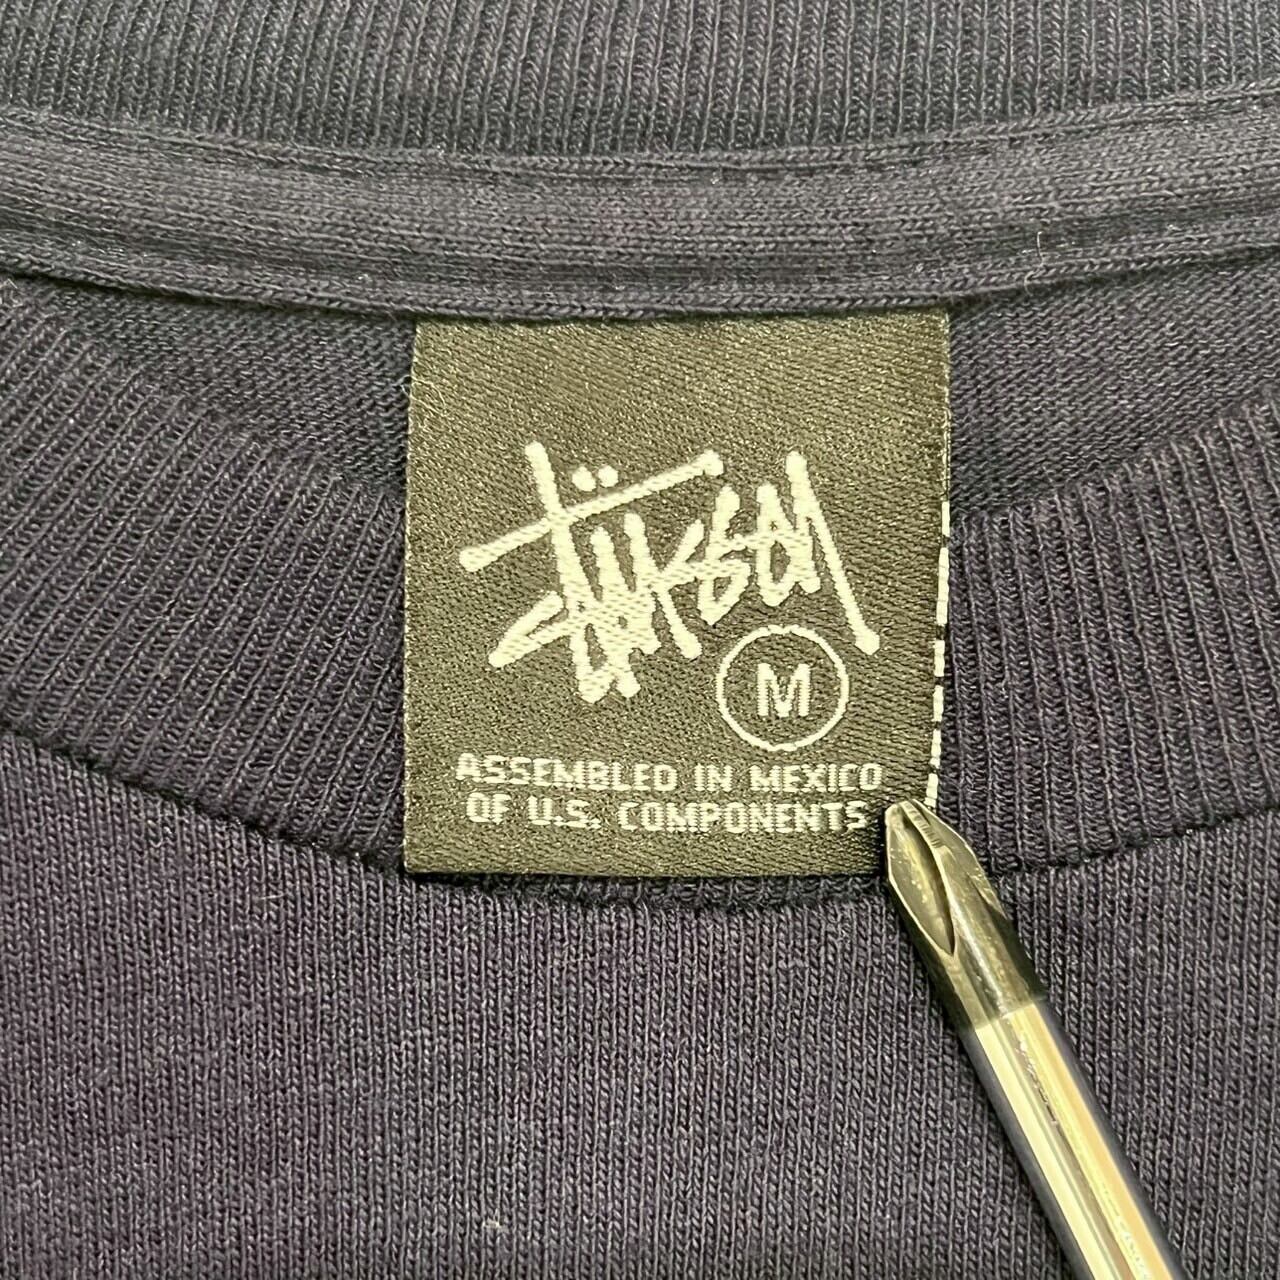 Stüssy
M
ASSEMBLED IN MEXICO
OF U.S. COMPONENTS